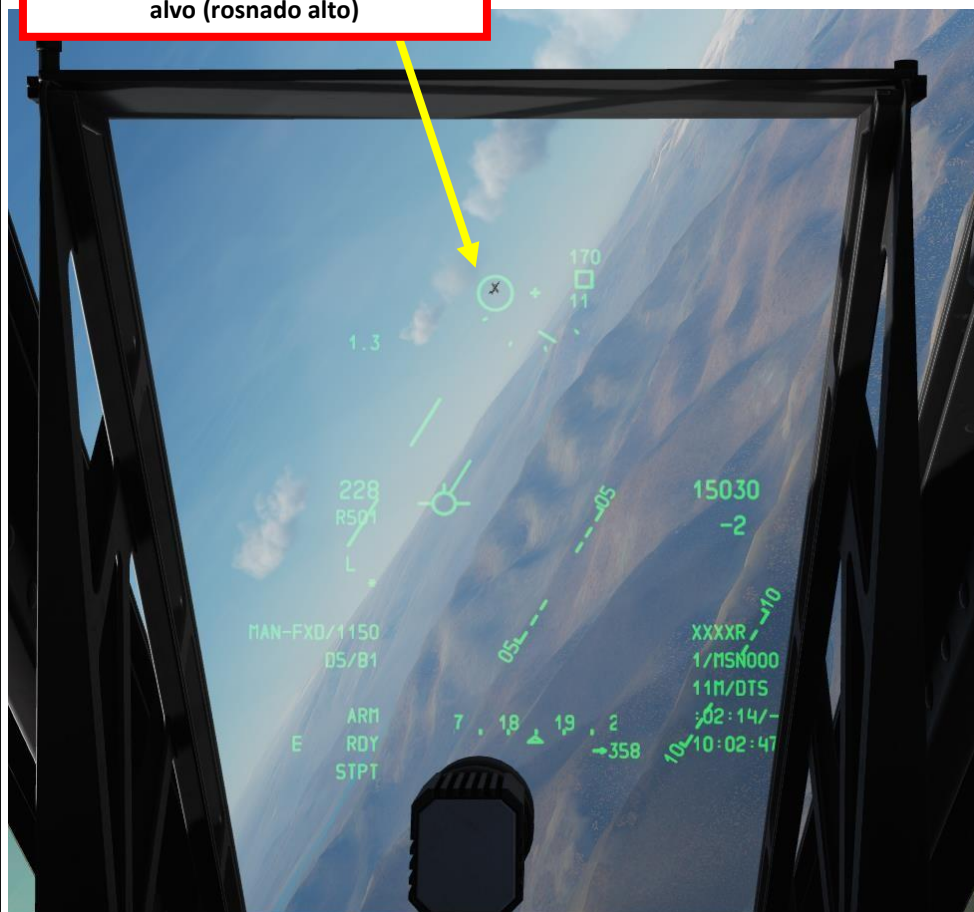 alvo (rosnado alto)
170
11
1.3
228
15030
R501
-2
L
05
05
10
10
MAN-FXD/1150
XXXXR
D5/B1
1/MSN000
11M/DTS
ARM
:02:14/-
7 18 19 2
E RDY
358
10:02:47
STPT